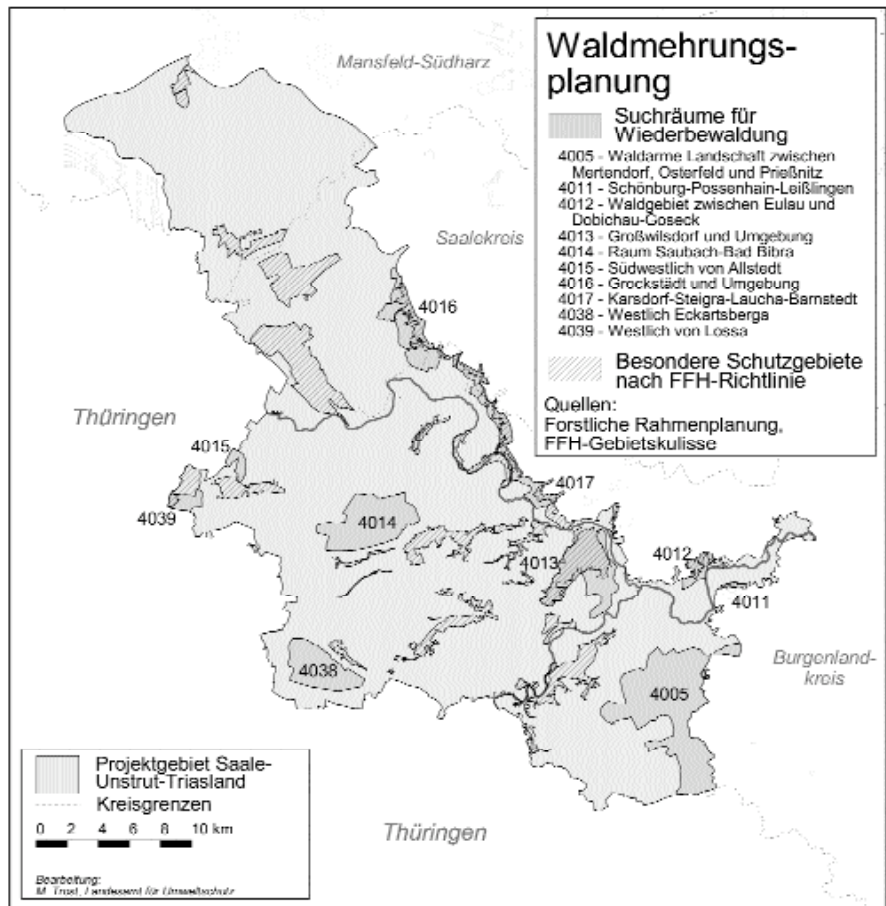 Waldmehrungs-
planung
Suchräume für
Wiederbewaldung
4005 - Waldarme Landschaft zwischen
Mertendorf, Osterfeld und Prießnitz
4011 - Schönburg-Possenhain-Leißlingen
4012 - Waldgebiet zwischen Eulau und
Dobichau-Goseck
4013 - Großwilsdorf und Umgebung
4014 - Raum Saubach-Bad Bibra
4015 - Südwestlich von Allstedt
4016 - Grockstädt und Umgebung
4017 - Karsdorf-Steigra-Laucha-Barnstedt
4038 - Westlich Eckartsberga
4039 - Westlich von Lossa
Besondere Schutzgebiete
nach FFH-Richtlinie
Quellen:
Forstliche Rahmenplanung,
FFH-Gebietskulisse
Mansfeld-Südharz
Saalekreis
4016
Thüringen
4015
4039
4014
4017
4013
4012
4011
4038
4005
Burgenland-
kreis
Thüringen
Projektgebiet Saale-
Unstrut-Triasland
Kreisgrenzen
0 2 4 6 8 10 km
Bearbeitung:
M. Trost, Landesamt für Umweltschutz